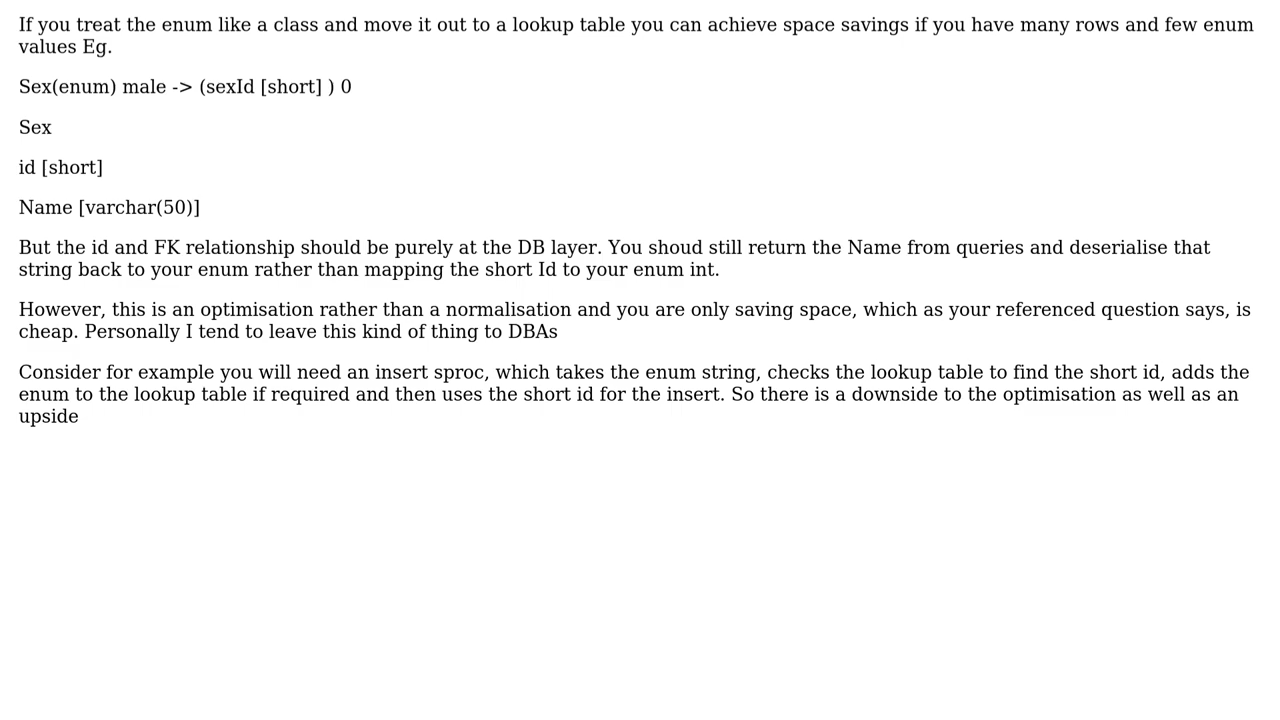 If you treat the enum like a class and move it out to a lookup table you can achieve space savings if you have many rows and few enum
values Eg.
Sex(enum) male -> (sexId [short] ) 0
Sex
id [short]
Name [varchar(50)]
But the id and FK relationship should be purely at the DB layer. You shoud still return the Name from queries and deserialise that
string back to your enum rather than mapping the short Id to your enum int.
However, this is an optimisation rather than a normalisation and you are only saving space, which as your referenced question says, is
cheap. Personally I tend to leave this kind of thing to DBAs
Consider for example you will need an insert sproc, which takes the enum string, checks the lookup table to find the short id, adds the
enum to the lookup table if required and then uses the short id for the insert. So there is a downside to the optimisation as well as an
upside